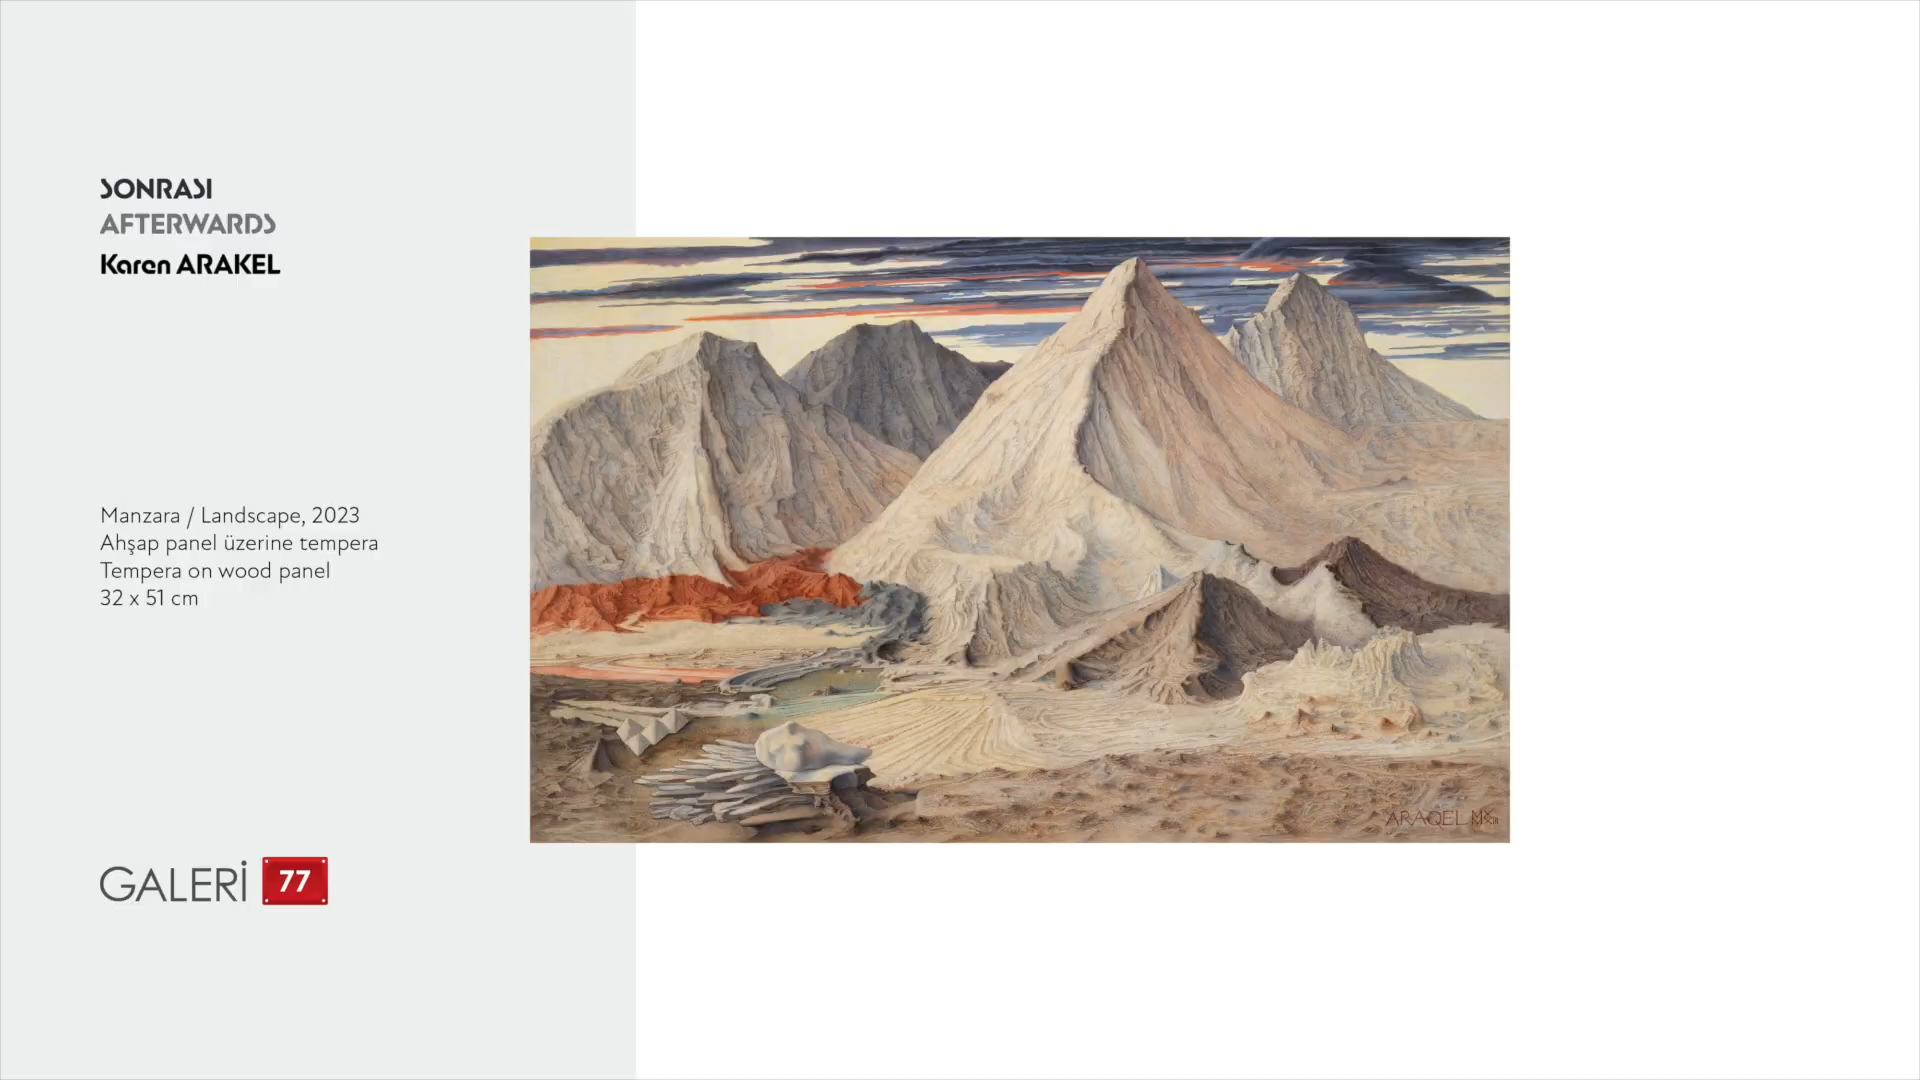 SONRASI
AFTERWARDS
Karen ARAKEL
Manzara / Landscape, 2023
Ahşap panel üzerine tempera
Tempera on wood panel
32 x 51 cm
GALERİ 77
ARAQEL